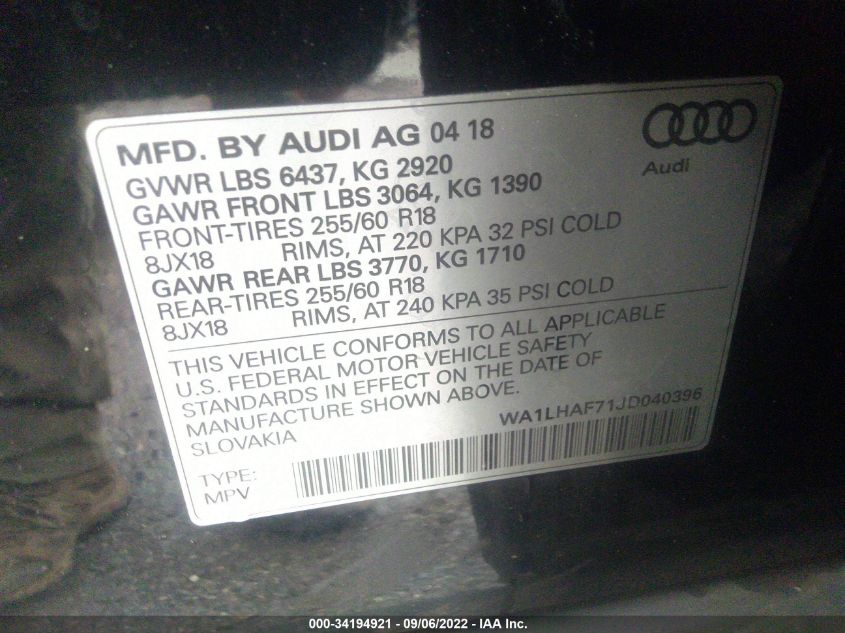 MFD. BY AUDI AG 04 18
Audi
GVWR LBS 6437, KG 2920
GAWR FRONT LBS 3064, KG 1390
FRONT-TIRES 255/60 R18
8JX18 RIMS, AT 220 KPA 32 PSI COLD
GAWR REAR LBS 3770, KG 1710
REAR-TIRES 255/60 R18
8JX18 RIMS, AT 240 KPA 35 PSI COLD
THIS VEHICLE CONFORMS TO ALL APPLICABLE
U.S. FEDERAL MOTOR VEHICLE SAFETY
STANDARDS IN EFFECT ON THE DATE OF
MANUFACTURE SHOWN ABOVE.
SLOVAKIA
WA1LHAF71JD040396
TYPE:
MPV
000-34194921 - 09/06/2022 - IAA Inc.